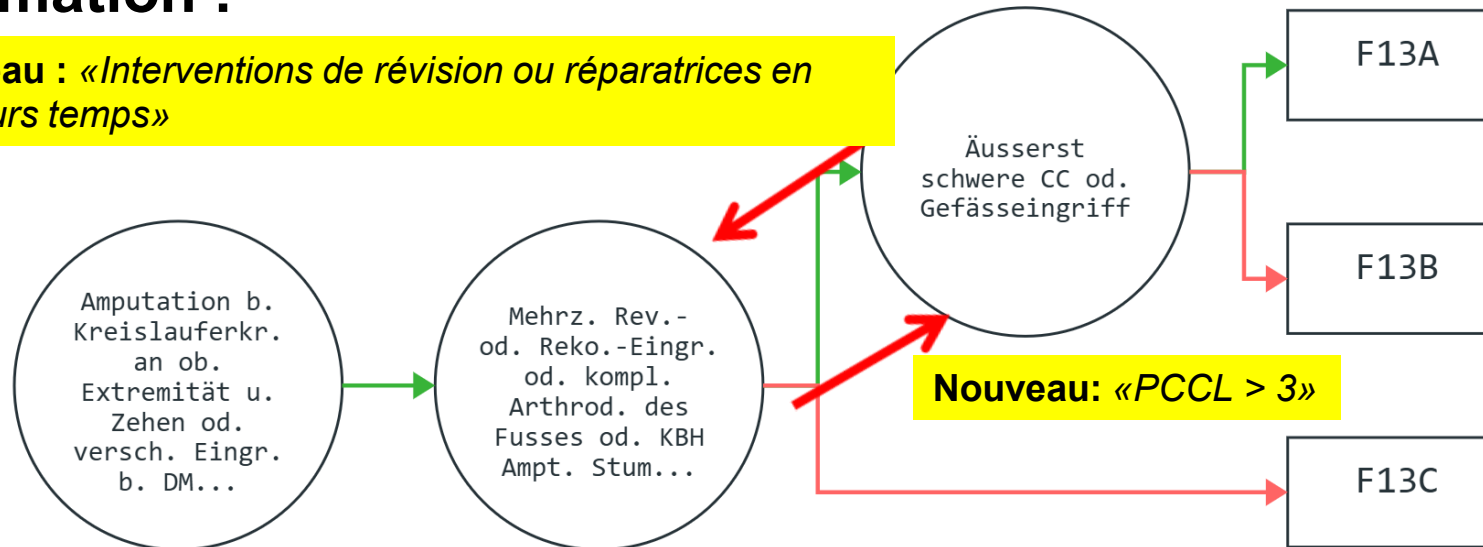 au : «Interventions de révision ou réparatrices en
urs temps»
F13A
Äusserst
schwere CC od.
Gefässeingriff
F13B
Amputation b.
Kreislauferkr.
an ob.
Extremität u.
Zehen od.
versch. Eingr.
b. DM...
Mehrz. Rev.-
od. Reko.-Eingr.
od. kompl.
Arthrod. des
Fusses od. KBH
Ampt. Stum...
Nouveau: «PCCL > 3»
F13C